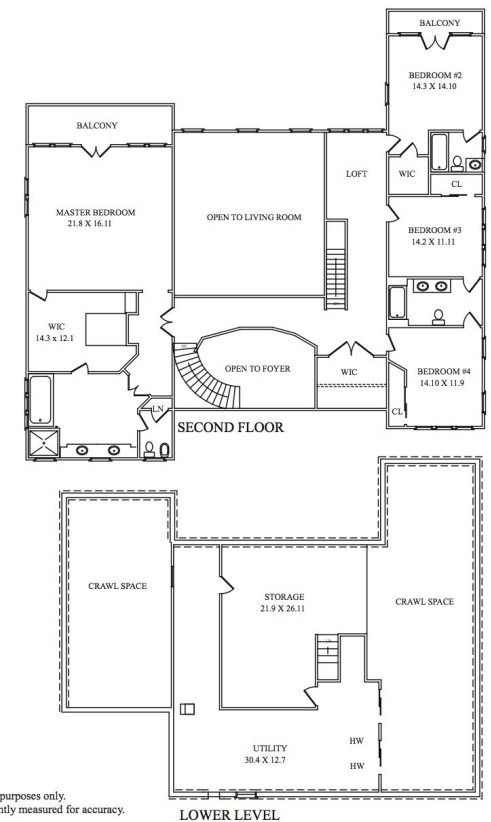 BALCONY
BEDROOM #2
14.3 X 14.10
BALCONY
WIC
CL
LOFT
MASTER BEDROOM
21.8 X 16.11
OPEN TO LIVING ROOM
BEDROOM #3
14.2 X 11.11
WIC
14.3 x 12.1
OPEN TO FOYER
WIC
BEDROOM #4
14.10 X 11.9
CL
LN
SECOND FLOOR
CRAWL SPACE
STORAGE
21.9 X 26.11
CRAWL SPACE
UTILITY
30.4 X 12.7
HW
HW
purposes only.
ntly measured for accuracy.
LOWER LEVEL